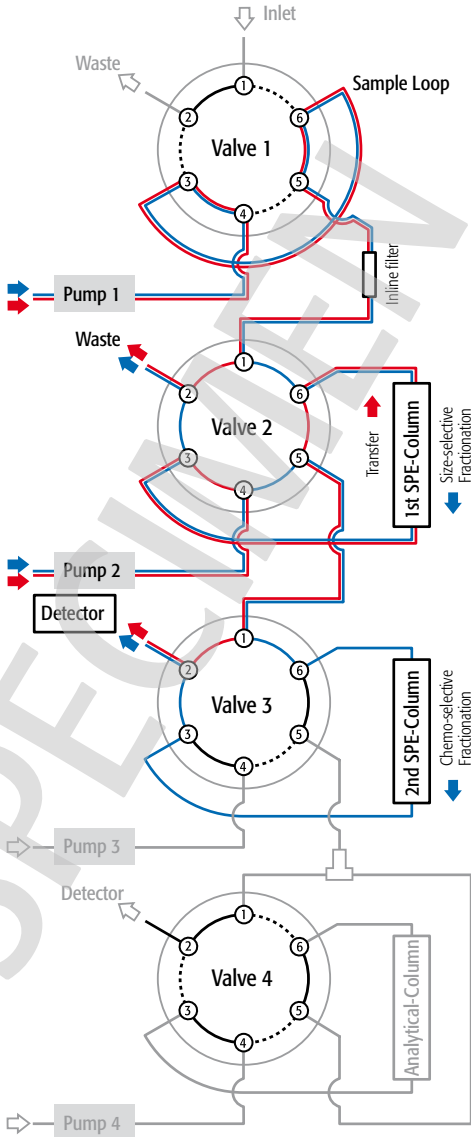 Inlet
Waste
Sample Loop
1
2
6
Valve 1
3
5
4
Inline filter
Pump 1
Waste
1
2
6
Valve 2
3
5
4
Transfer
1st SPE-Column
Size-selective
Fractionation
Pump 2
Detector
1
2
6
Valve 3
3
5
4
2nd SPE-Column
Chemo-selective
Fractionation
Pump 3
Detector
1
2
6
Valve 4
3
5
4
Analytical-Column
Pump 4
SPECIMEN